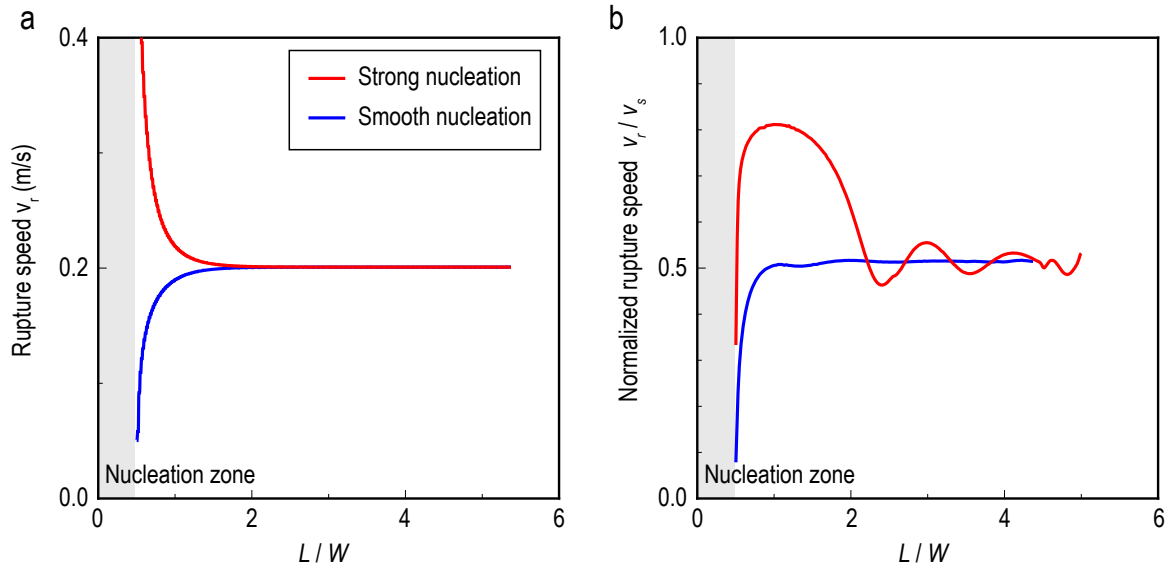 a
Rupture speed v_r (m/s)
0.4
0.2
0.0
Strong nucleation
Smooth nucleation
Nucleation zone
0 2 4 6
L / W
b
Normalized rupture speed v_r / v_s
1.0
0.5
0.0
Nucleation zone
0 2 4 6
L / W